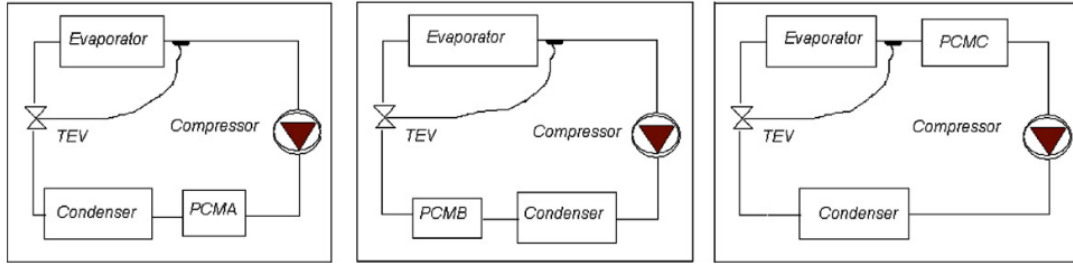 Evaporator
TEV
Compressor
Condenser
PCMA
Evaporator
TEV
Compressor
PCMB
Condenser
Evaporator
PCMC
TEV
Compressor
Condenser